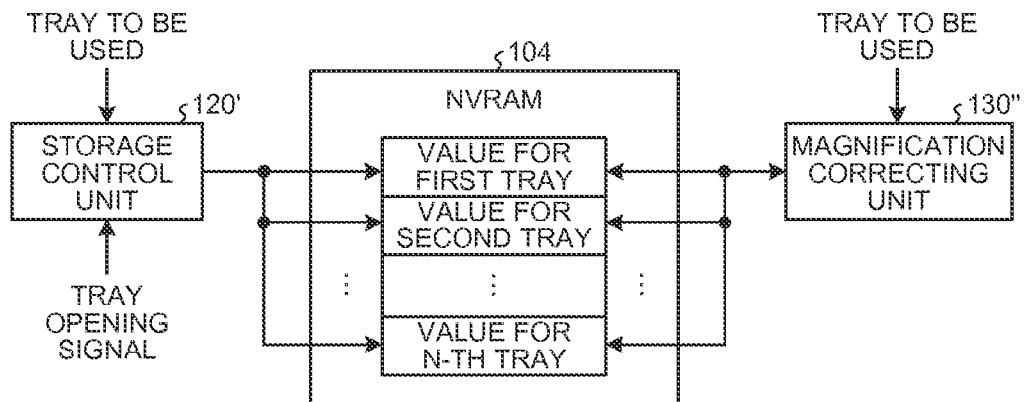 TRAY TO BE
USED
120'
STORAGE
CONTROL
UNIT
TRAY
OPENING
SIGNAL
104
NVRAM
VALUE FOR
FIRST TRAY
VALUE FOR
SECOND TRAY
⋮ ⋮ ⋮
VALUE FOR
N-TH TRAY
TRAY TO BE
USED
130"
MAGNIFICATION
CORRECTING
UNIT